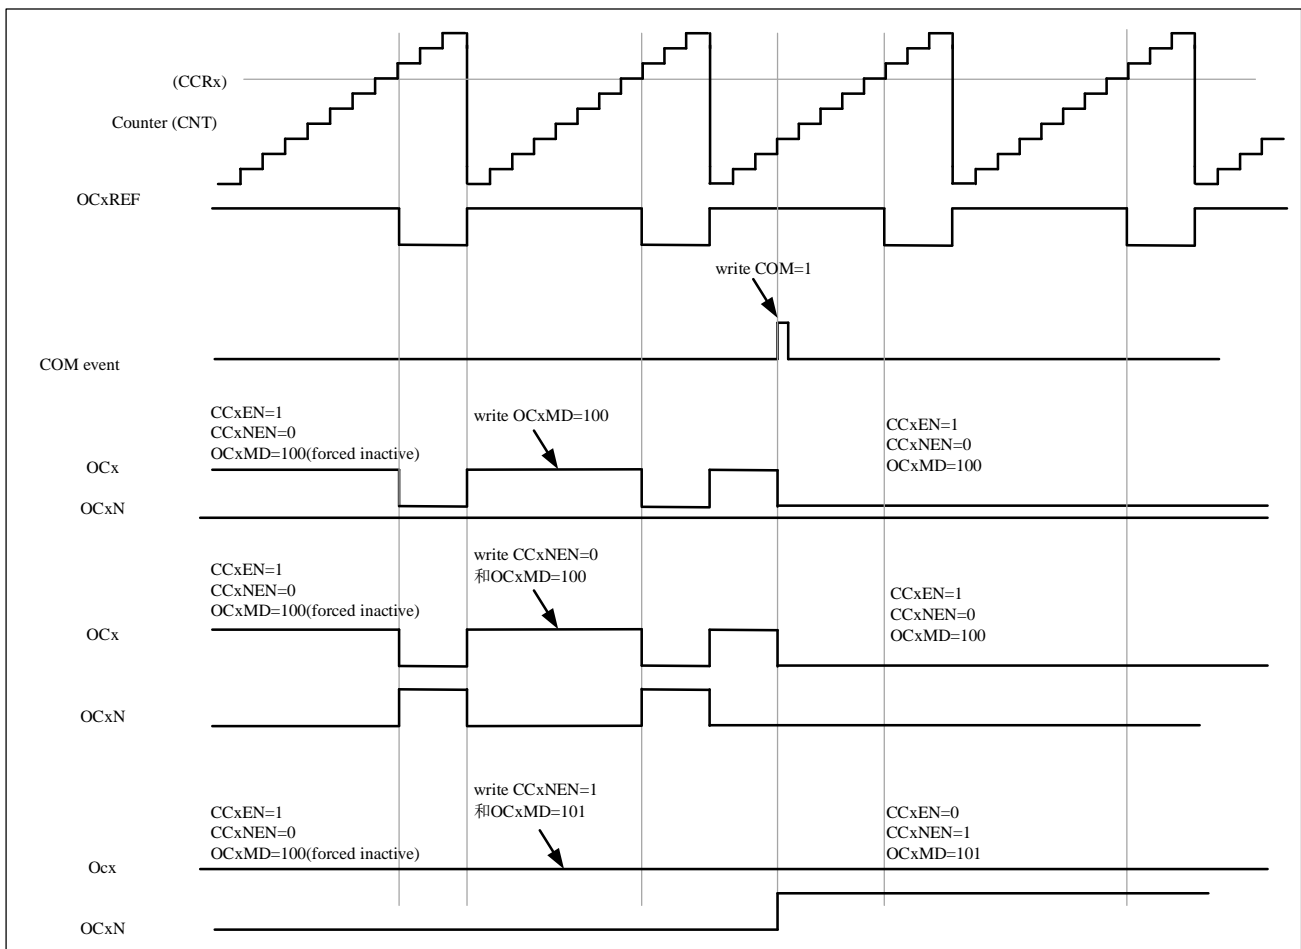 (CCRx)
Counter (CNT)
OCxREF
write COM=1
COM event
CCxEN=1
CCxNEN=0
OCxMD=100(forced inactive)
write OCxMD=100
CCxEN=1
CCxNEN=0
OCxMD=100
OCx
OCxN
CCxEN=1
CCxNEN=0
OCxMD=100(forced inactive)
write CCxNEN=0
和OCxMD=100
CCxEN=1
CCxNEN=0
OCxMD=100
OCx
OCxN
CCxEN=1
CCxNEN=0
OCxMD=100(forced inactive)
write CCxNEN=1
和OCxMD=101
CCxEN=0
CCxNEN=1
OCxMD=101
Ocx
OCxN